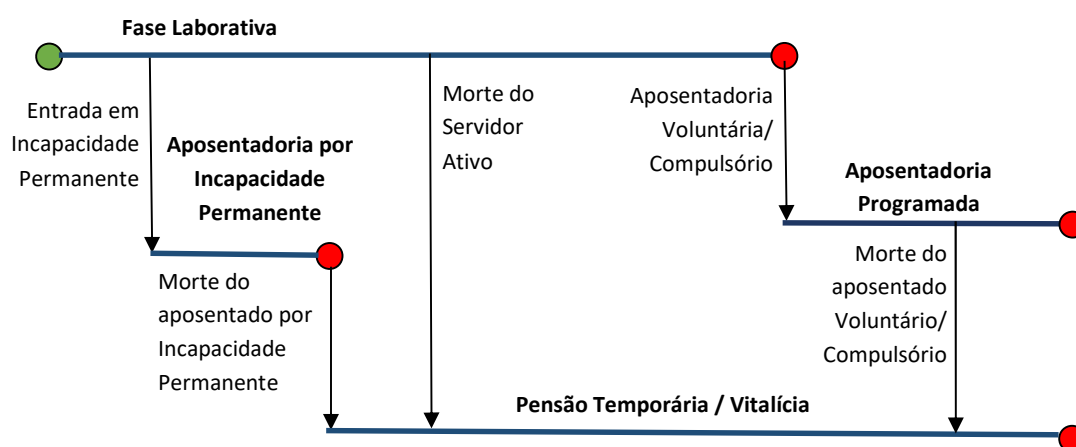 Fase Laborativa
Entrada em
Incapacidade
Permanente
Aposentadoria por
Incapacidade
Permanente
Morte do
Servidor
Ativo
Aposentadoria
Voluntária/
Compulsório
Aposentadoria
Programada
Morte do
aposentado por
Incapacidade
Permanente
Morte do
aposentado
Voluntário/
Compulsório
Pensão Temporária / Vitalícia